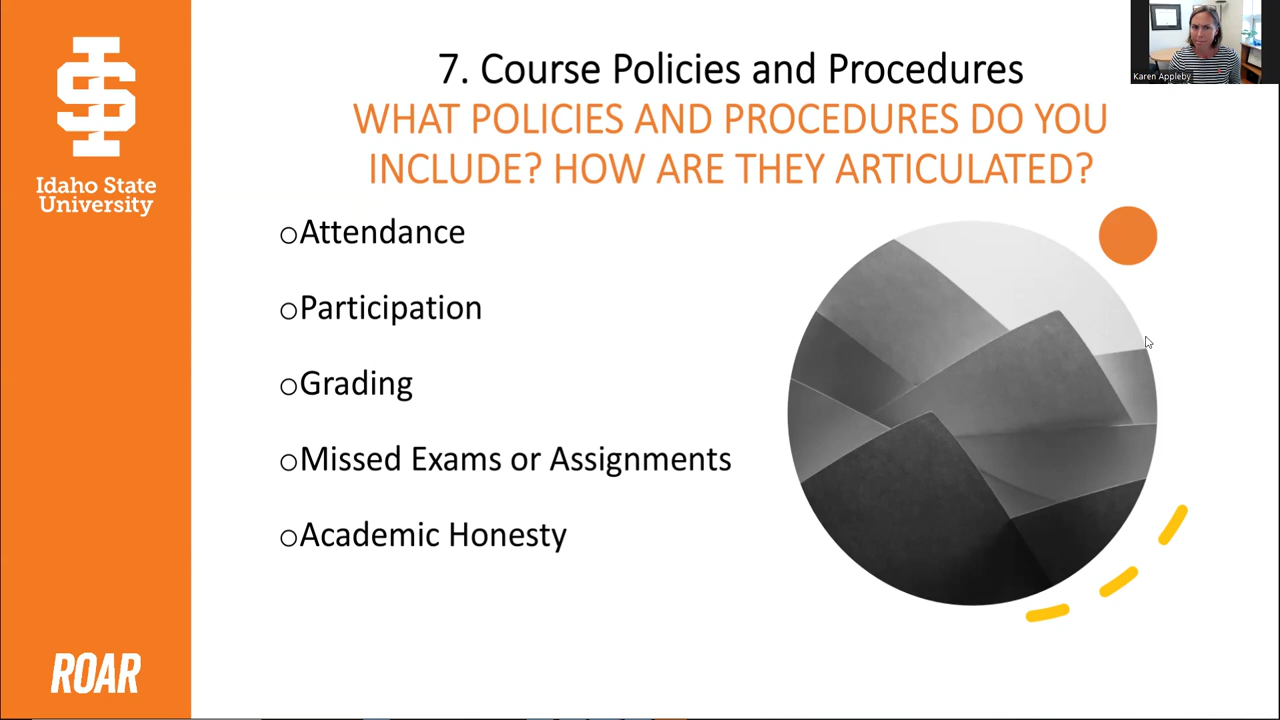 7. Course Policies and Procedures
WHAT POLICIES AND PROCEDURES DO YOU
INCLUDE? HOW ARE THEY ARTICULATED?
Idaho State
University
oAttendance
oParticipation
oGrading
oMissed Exams or Assignments
oAcademic Honesty
ROAR
Karen Appleby